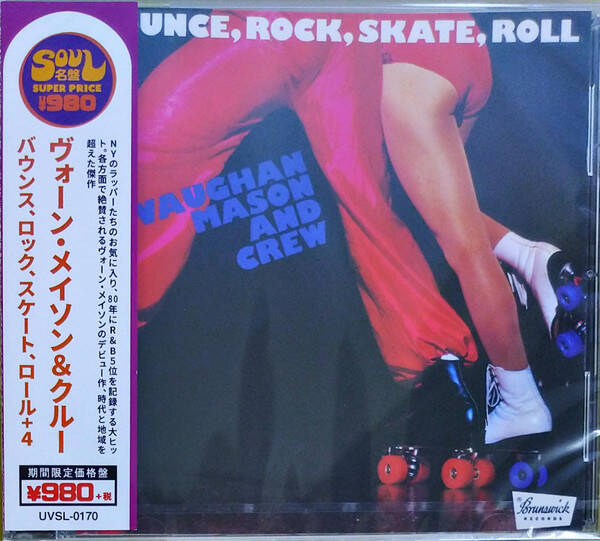 UNCE, ROCK, SKATE, ROLL
VAUGHAN
MASON
AND
CREW
SOUL
名盤
SUPER PRICE
¥980
ヴォーン・メイソン&クルー
バウンス、ロック、スケート、ロール+4
NYのラッパーたちのお気に入り、80年にR&B5位を記録する大ヒッ
ト。各方面で絶賛されるヴォーン・メイソンのデビュー作、時代と地域を
超えた傑作
期間限定価格盤
¥980+税
UVSL-0170
Brunswick
RECORDS